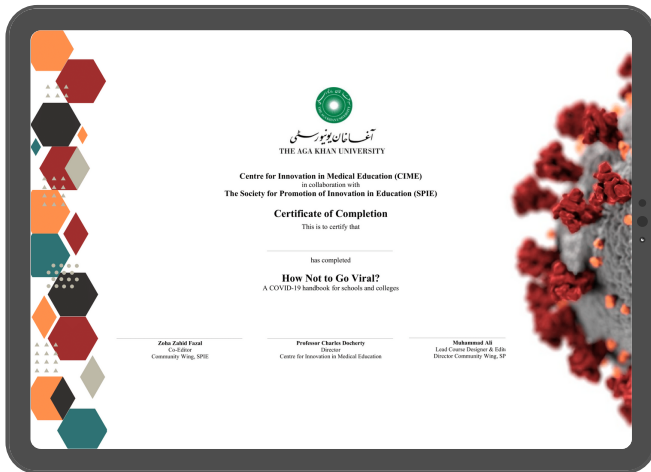 آغا خان یونیورسٹی
THE AGA KHAN UNIVERSITY
Centre for Innovation in Medical Education (CIME)
in collaboration with
The Society for Promotion of Innovation in Education (SPIE)
Certificate of Completion
This is to certify that
has completed
How Not to Go Viral?
A COVID-19 handbook for schools and colleges
Zoha Zahid Fazal
Co-Editor
Community Wing, SPIE
Professor Charles Docherty
Director
Centre for Innovation in Medical Education
Muhammad Ali
Lead Course Designer & Edit
Director Community Wing, SP